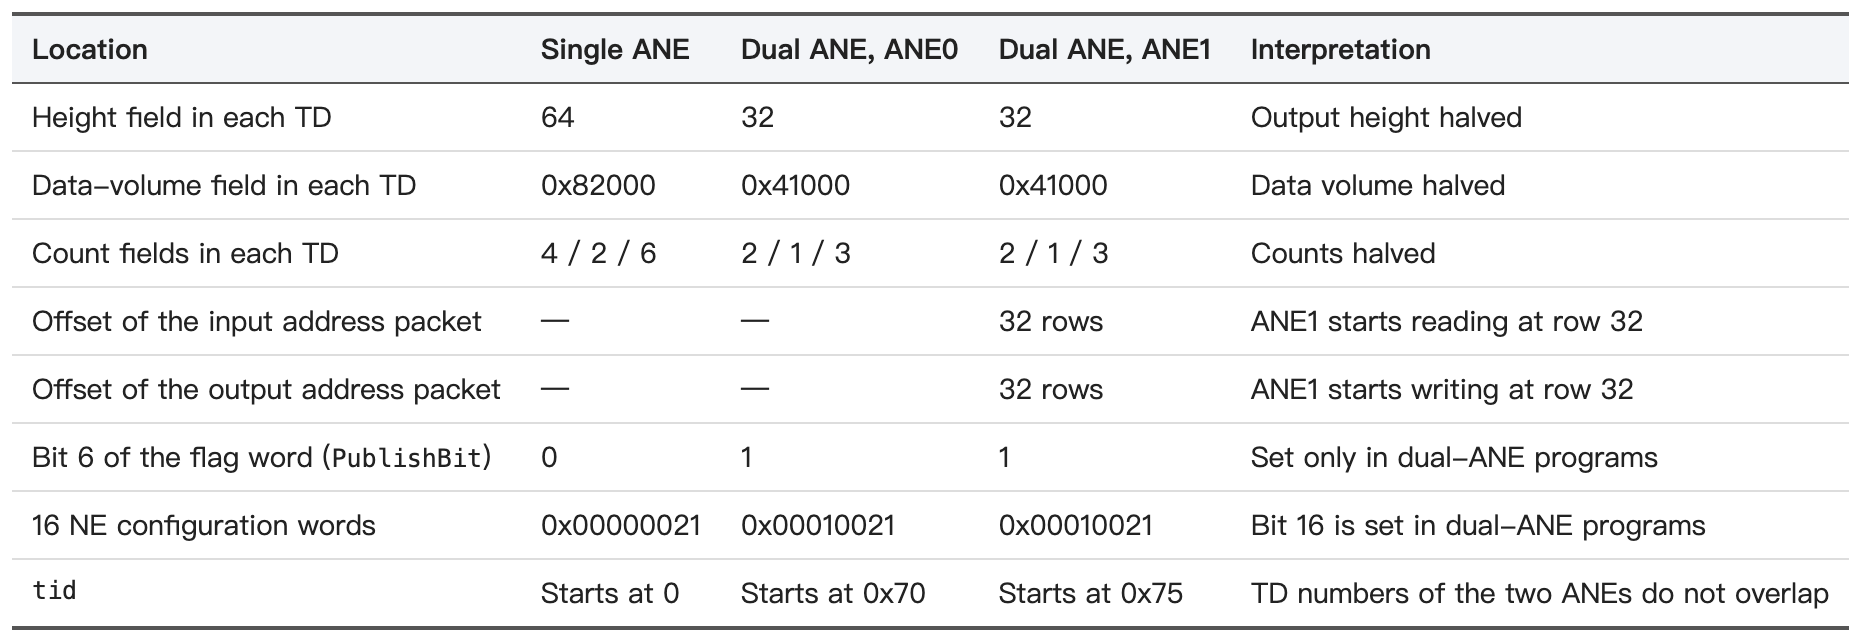 Location Single ANE Dual ANE, ANE0 Dual ANE, ANE1 Interpretation
Height field in each TD 64 32 32 Output height halved
Data–volume field in each TD 0x82000 0x41000 0x41000 Data volume halved
Count fields in each TD 4 / 2 / 6 2 / 1 / 3 2 / 1 / 3 Counts halved
Offset of the input address packet — — 32 rows ANE1 starts reading at row 32
Offset of the output address packet — — 32 rows ANE1 starts writing at row 32
Bit 6 of the flag word (PublishBit) 0 1 1 Set only in dual–ANE programs
16 NE configuration words 0x00000021 0x00010021 0x00010021 Bit 16 is set in dual–ANE programs
tid Starts at 0 Starts at 0x70 Starts at 0x75 TD numbers of the two ANEs do not overlap